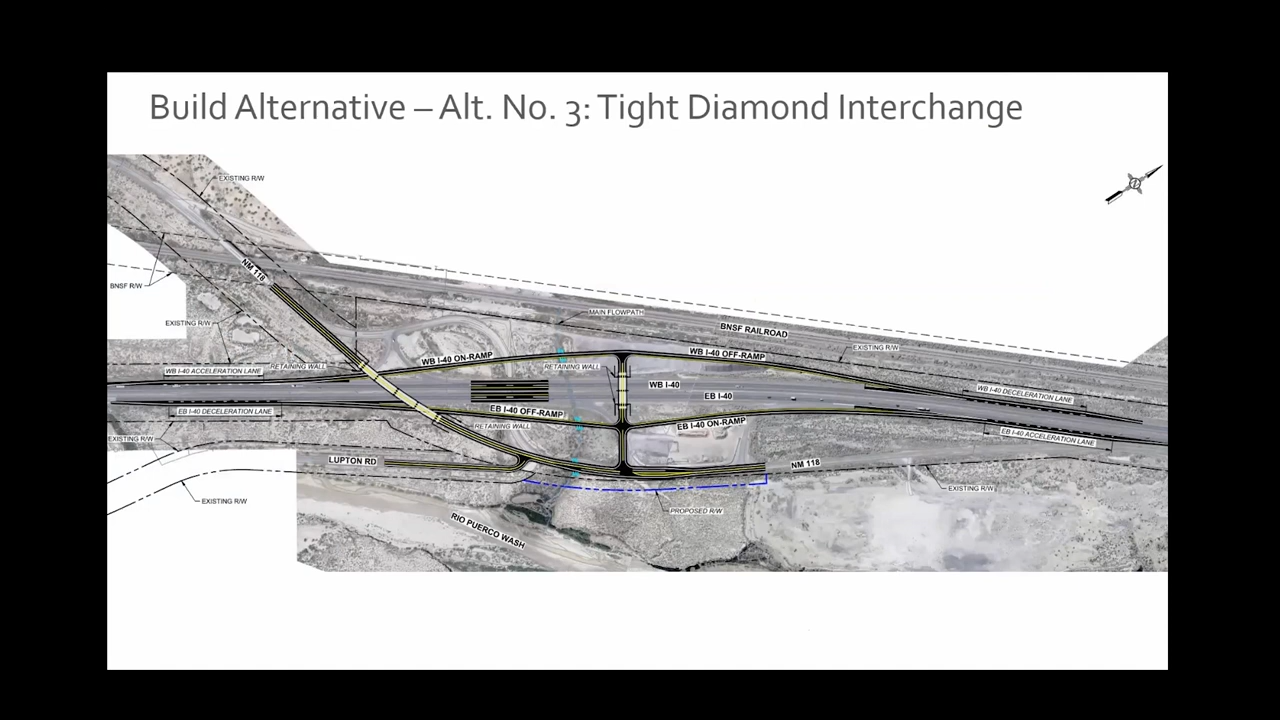 Build Alternative – Alt. No. 3: Tight Diamond Interchange
EXISTING R/W
NM 118
BNSF R/W
EXISTING R/W
MAIN FLOWPATH
BNSF RAILROAD
EXISTING R/W
WB I-40 ACCELERATION LANE
RETAINING WALL
WB I-40 ON-RAMP
RETAINING WALL
WB I-40 OFF-RAMP
WB I-40
EB I-40
WB I-40 DECELERATION LANE
EB I-40 DECELERATION LANE
EB I-40 OFF-RAMP
RETAINING WALL
EB I-40 ON-RAMP
EB I-40 ACCELERATION LANE
EXISTING R/W
LUPTON RD
NM 118
EXISTING R/W
EXISTING R/W
PROPOSED R/W
RIO PUERCO WASH